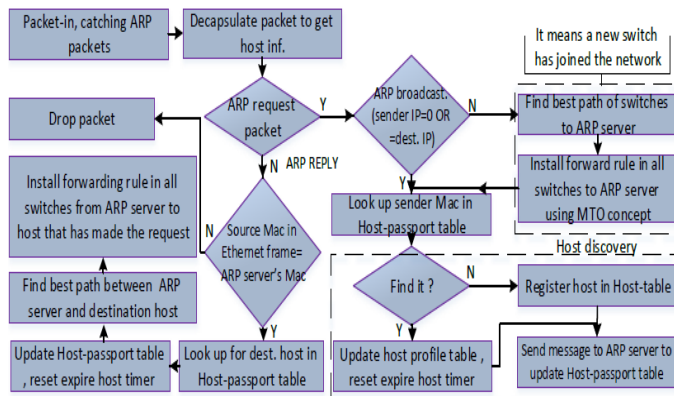 Packet-in, catching ARP
packets
Decapsulate packet to get
host inf.
It means a new switch
has joined the network
ARP request
packet
Y
ARP
broadcast.
(sender IP=0 OR
=dest. IP)
N
Find best path of switches
to ARP server
Drop packet
N
ARP REPLY
Y
Install forward rule in all
switches to ARP server
using MTO concept
Install forwarding rule in all
switches from ARP server to
host that has made the request
N
Source Mac in
Ethernet frame=
ARP server's Mac
Look up sender Mac in
Host-passport table
Host discovery
Find best path between ARP
server and destination host
Find it ?
N
Register host in Host-table
Y
Y
Update Host-passport table
, reset expire host timer
Look up for dest. host in
Host-passport table
Update host profile table ,
reset expire host timer
Send message to ARP server to
update Host-passport table